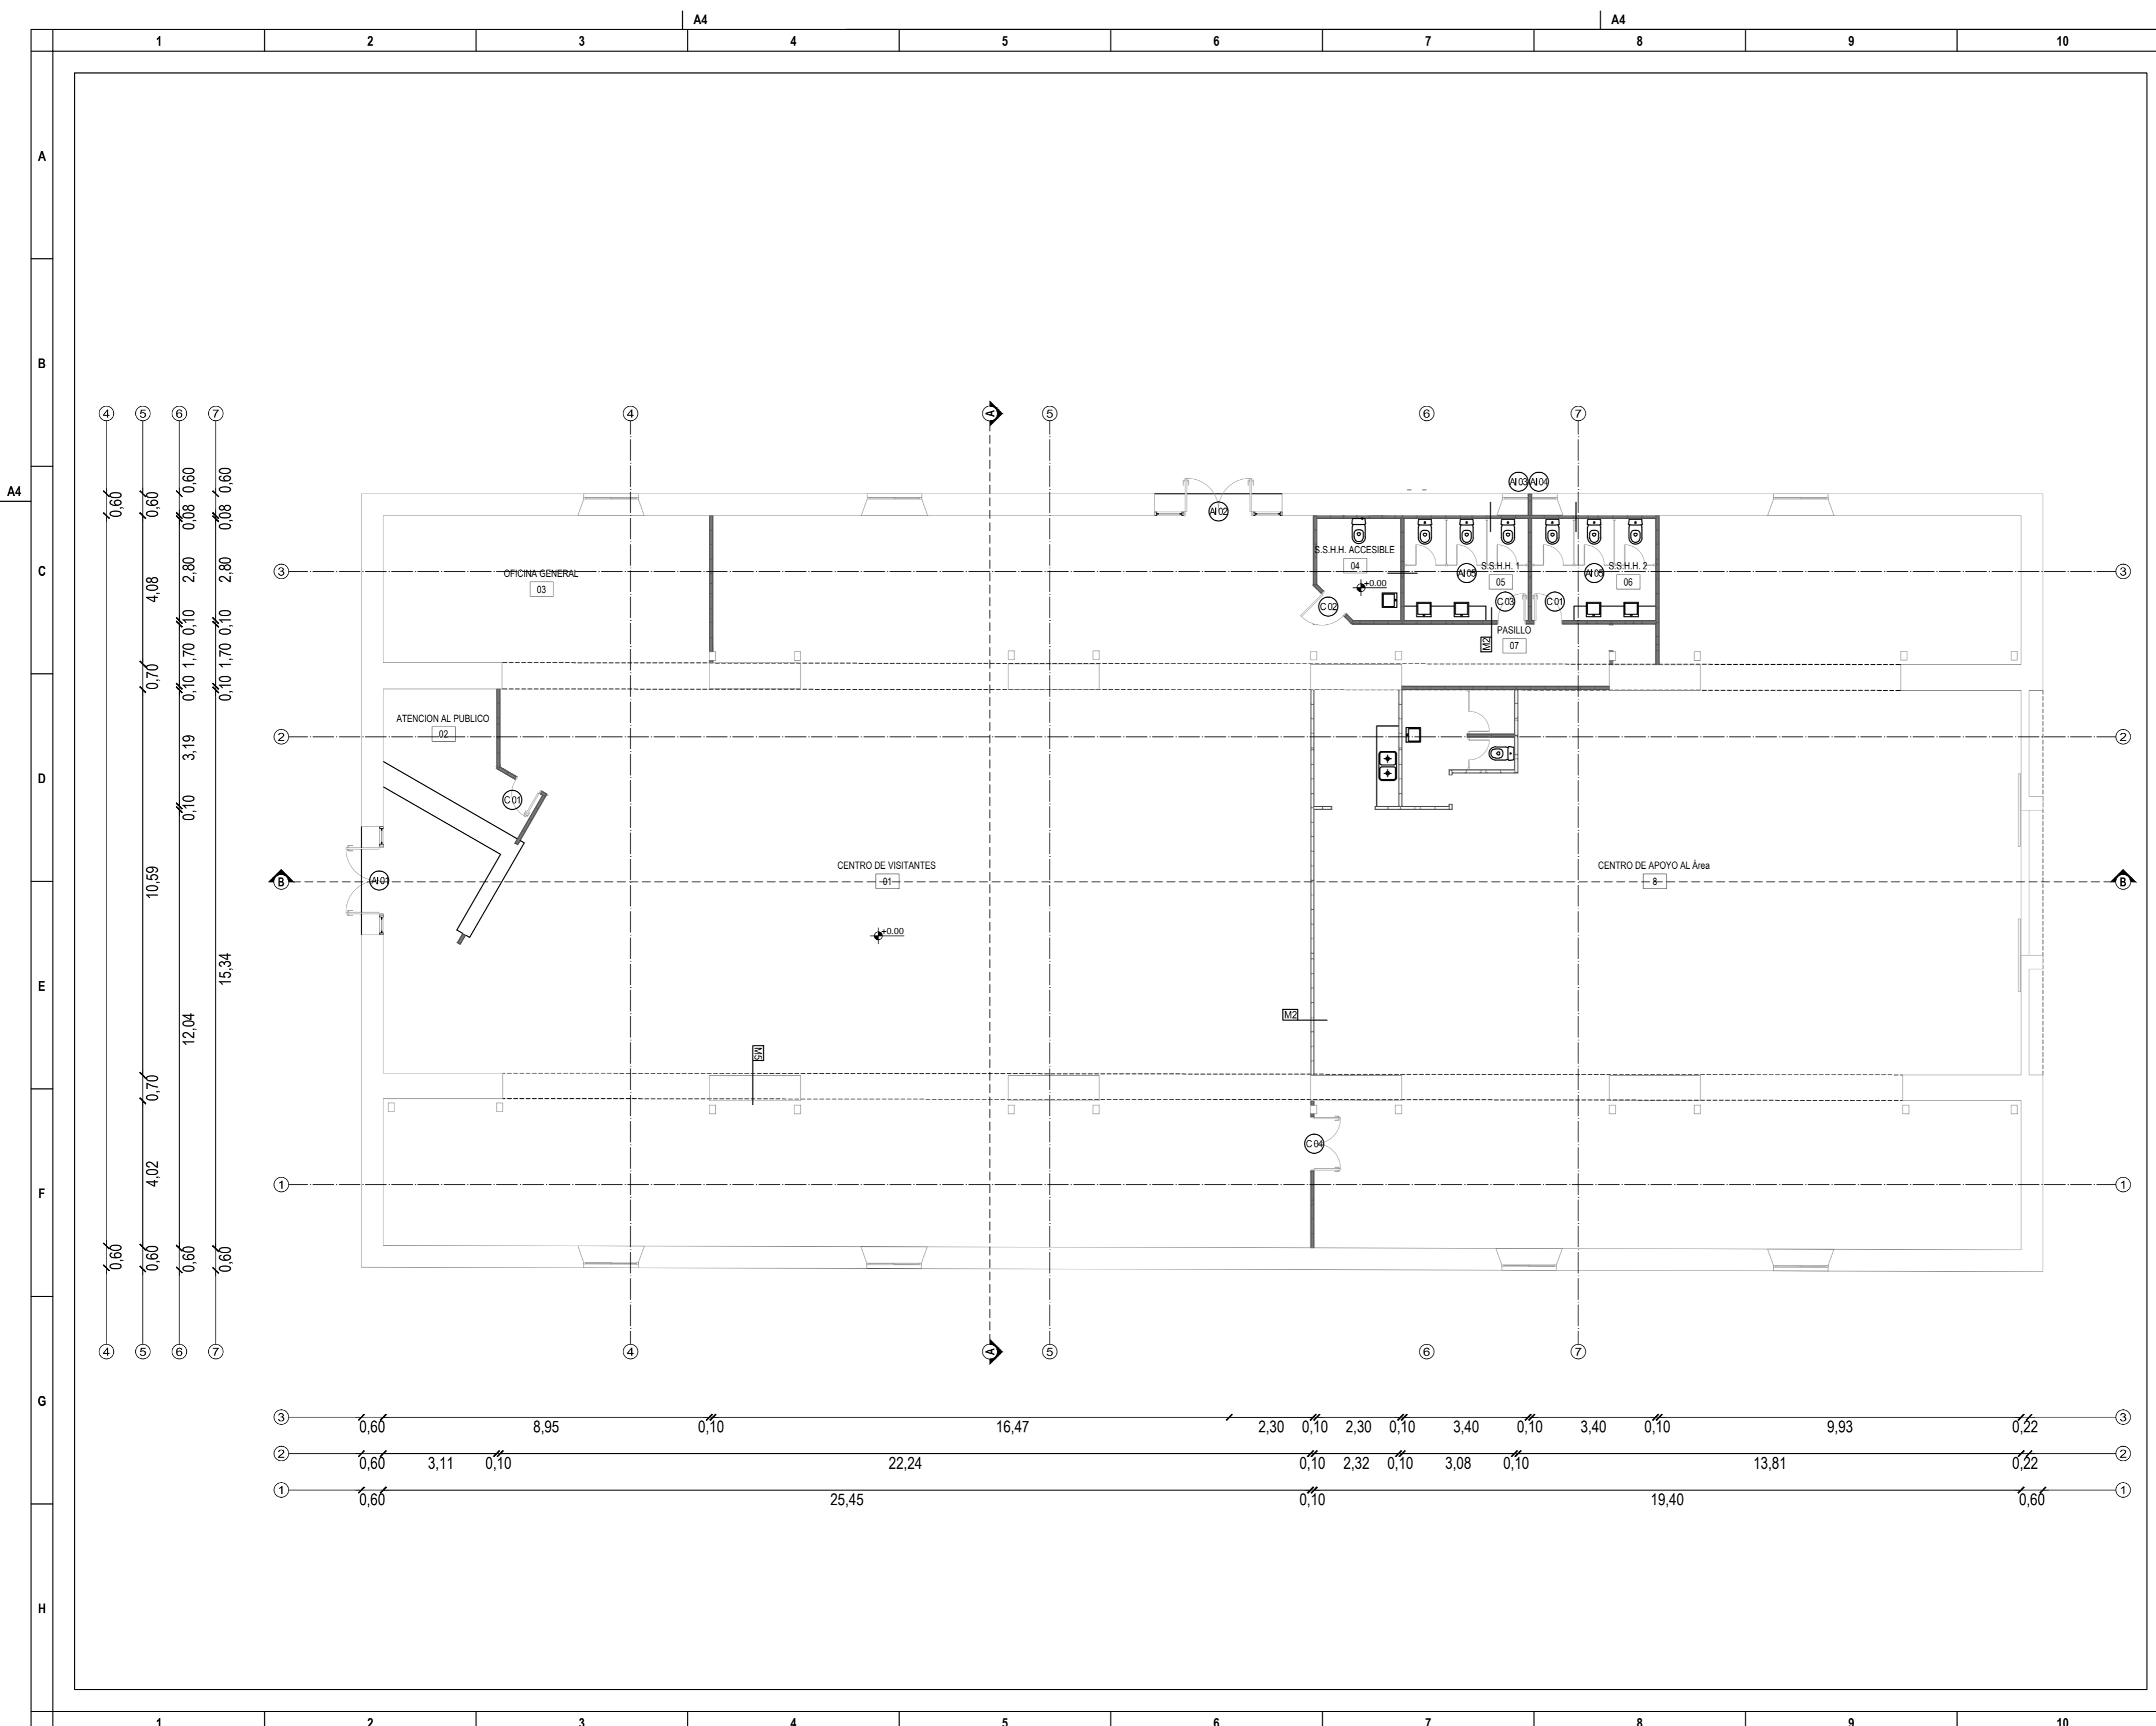 A4 A4
1 2 3 4 5 6 7 8 9 10
A
B
4 5 6 7 4 A 5 6 7
0,60 0,60 0,60 0,60
A4
AI03 AI04
0,08 0,08
AI02
C
S.S.H.H. ACCESIBLE
04
+0.00
S.S.H.H. 1
05
S.S.H.H. 2
06
AI05 AI05
3 3
OFICINA GENERAL
03
4,08 2,80 2,80
C02 C03 C01
0,10 0,10
PASILLO
07
M2
1,70 1,70
0,70 0,10 0,10
ATENCION AL PUBLICO
02
2 2
3,19
D
C01
0,10
CENTRO DE VISITANTES
01
CENTRO DE APOYO AL Área
8
B AI01 B
10,59
+0.00
15,34
E
M2
12,04
M5
0,70
C04
4,02
F
1 1
0,60 0,60 0,60 0,60
4 5 6 7 4 A 5 6 7
G
3 0,60 8,95 0,10 16,47 2,30 0,10 2,30 0,10 3,40 0,10 3,40 0,10 9,93 0,22 3
2 0,60 3,11 0,10 22,24 0,10 2,32 0,10 3,08 0,10 13,81 0,22 2
1 0,60 25,45 0,10 19,40 0,60 1
H
1 2 3 4 5 6 7 8 9 10